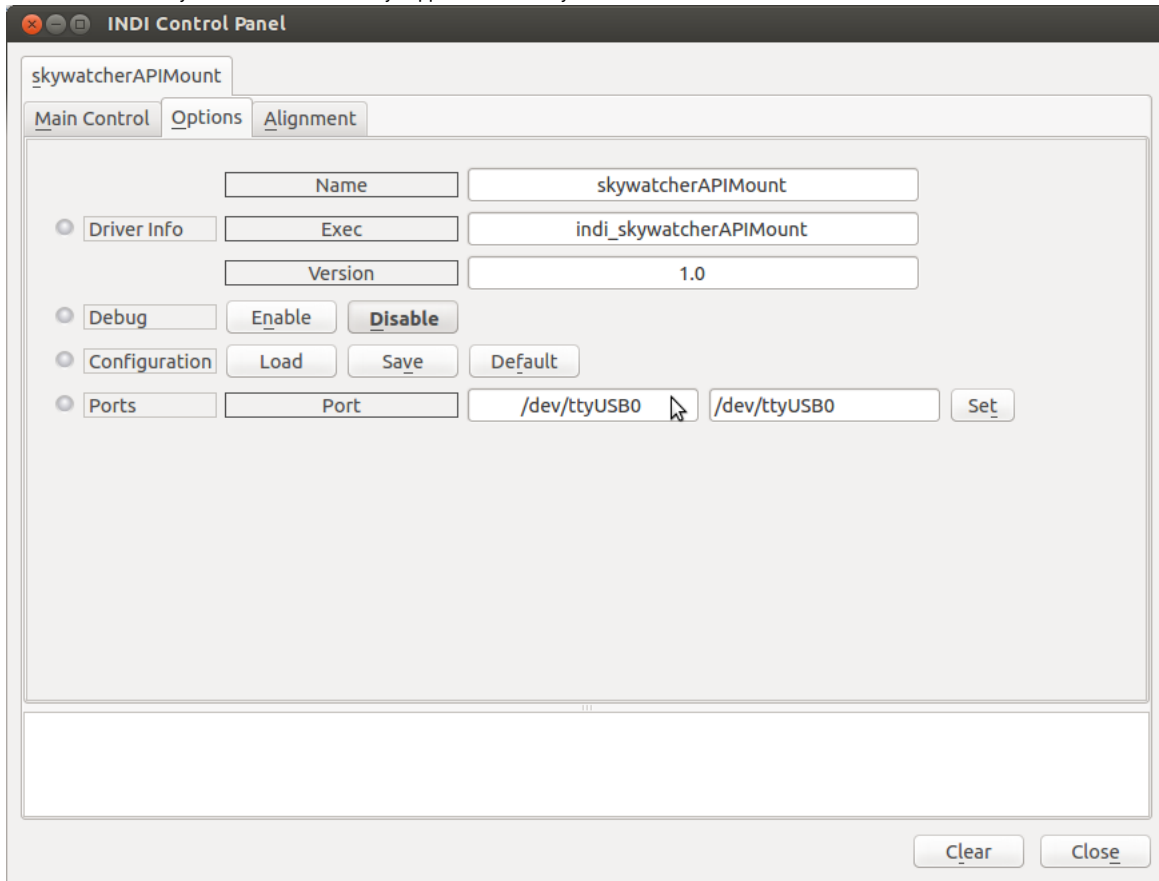 INDI Control Panel
skywatcherAPIMount
Main Control Options Alignment
Name skywatcherAPIMount
Driver Info Exec indi_skywatcherAPIMount
Version 1.0
Debug Enable Disable
Configuration Load Save Default
Ports Port /dev/ttyUSB0 /dev/ttyUSB0 Set
Clear Close